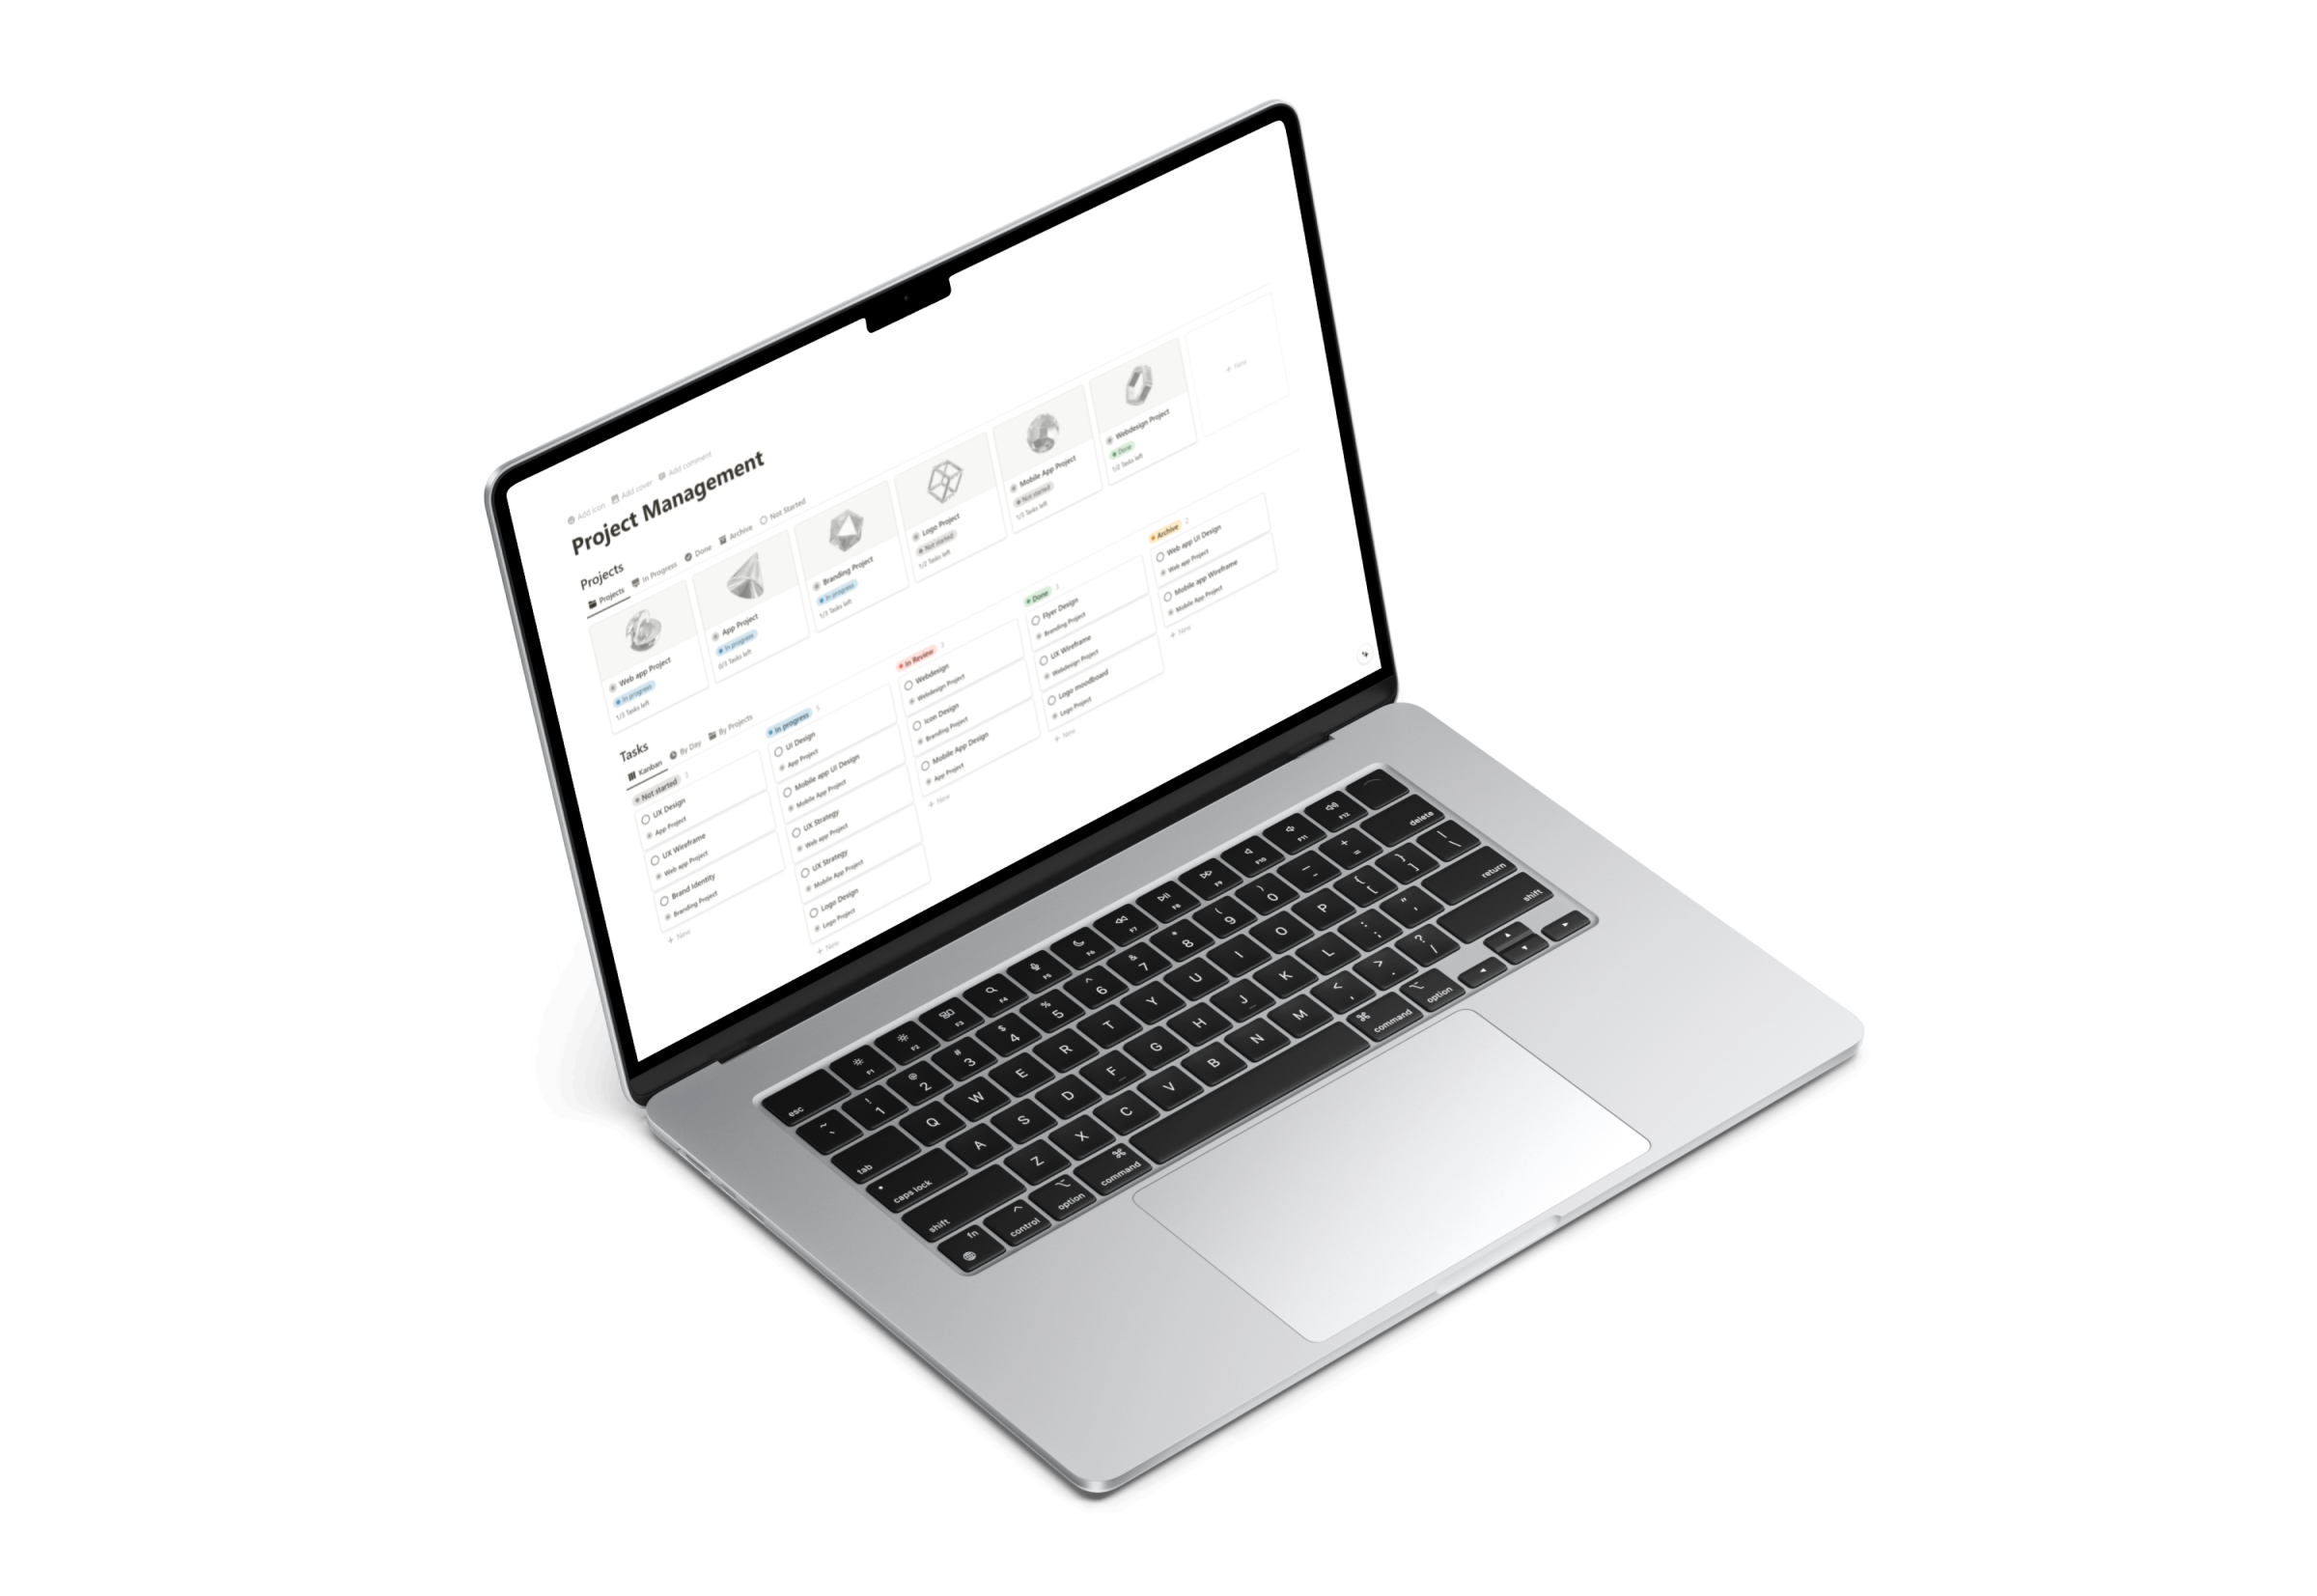 Add icon Add cover Add comment
Project Management
Projects
Projects In Progress Done Archive Not Started
Web app Project
In progress
1/3 Tasks left
App Project
In progress
0/3 Tasks left
Branding Project
In progress
1/3 Tasks left
Logo Project
Not started
1/2 Tasks left
Mobile App Project
Not started
1/3 Tasks left
Webdesign Project
Done
1/2 Tasks left
+ New
Tasks
Kanban By Day By Projects
Not started 3
UX Design
App Project
UX Wireframe
Web app Project
Brand Identity
Branding Project
+ New
In progress 5
UI Design
App Project
Mobile app UI Design
Mobile App Project
UX Strategy
Web app Project
UX Strategy
Mobile App Project
Logo Design
Logo Project
+ New
In Review 3
Webdesign
Webdesign Project
Icon Design
Branding Project
Mobile App Design
App Project
+ New
Done 3
Flyer Design
Branding Project
UX Wireframe
Webdesign Project
Logo moodboard
Logo Project
+ New
Archive 2
Web app UI Design
Web app Project
Mobile app Wireframe
Mobile App Project
+ New
esc F1 F2 F3 F4 F5 F6 F7 F8 F9 F10 F11 F12
~ ` ! 1 @ 2 # 3 $ 4 % 5 ^ 6 & 7 * 8 ( 9 ) 0 — - + = delete
tab Q W E R T Y U I O P { [ } ] | \
caps lock A S D F G H J K L : ; " ' return
shift Z X C V B N M < , > . ? / shift
fn control option command command option